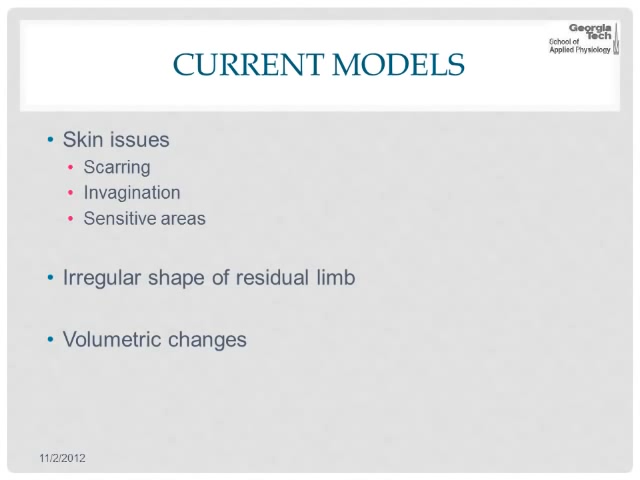 Georgia
Tech
School of
Applied Physiology
CURRENT MODELS
• Skin issues
• Scarring
• Invagination
• Sensitive areas
• Irregular shape of residual limb
• Volumetric changes
11/2/2012